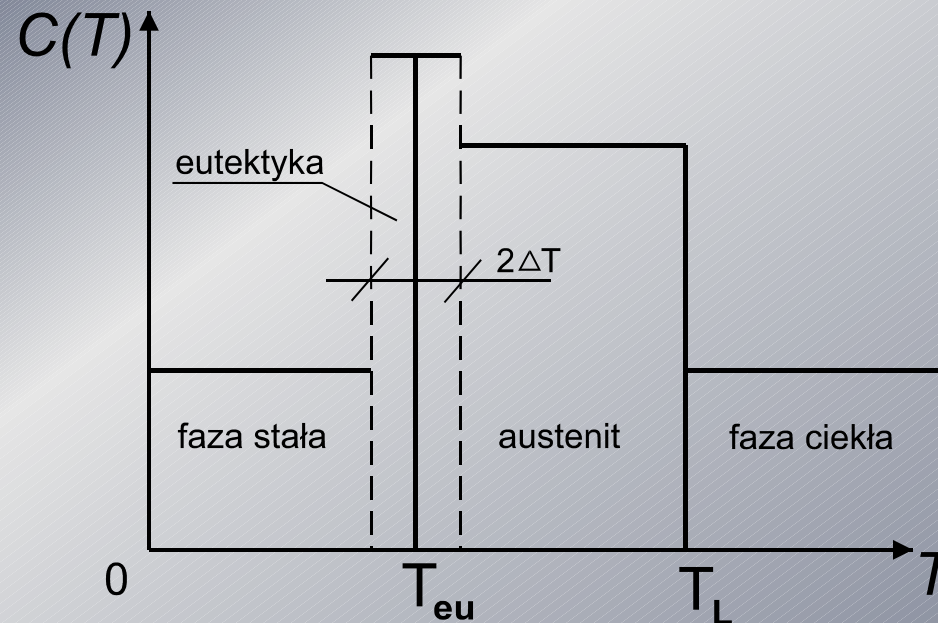 C(T)
eutektyka
2△T
faza stała
austenit
faza ciekła
0
T
Teu
TL